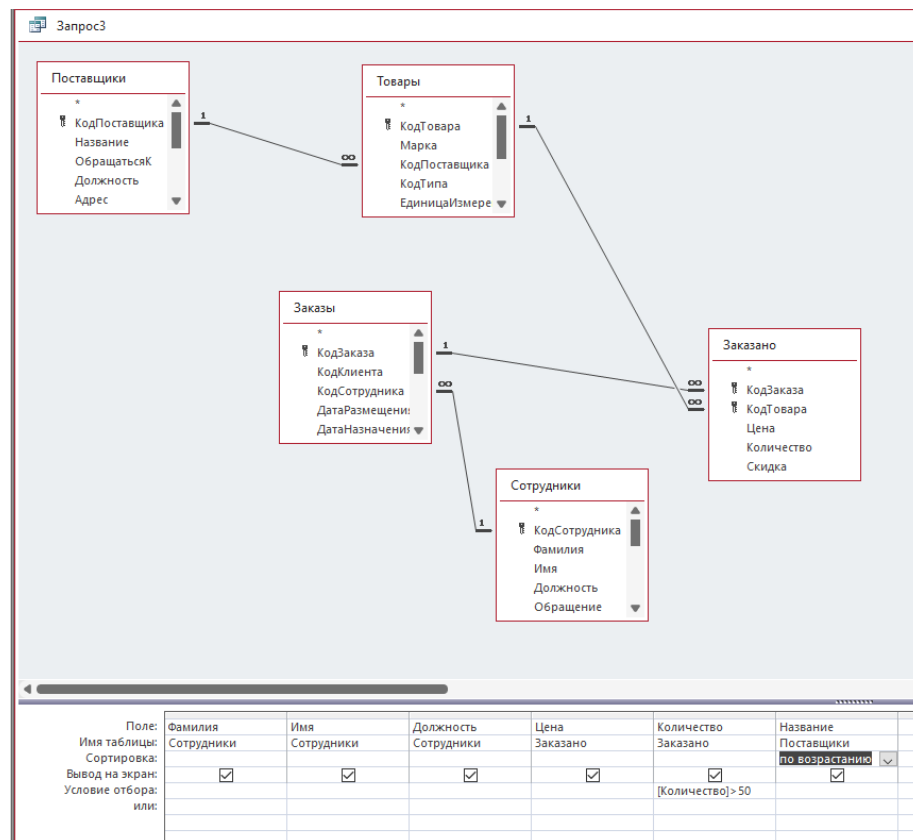 Запрос3
Поставщики
*
КодПоставщика
Название
ОбращатьсяК
Должность
Адрес
1
∞
Товары
*
КодТовара
Марка
КодПоставщика
КодТипа
ЕдиницаИзмере
1
Заказы
*
КодЗаказа
КодКлиента
КодСотрудника
ДатаРазмещени
ДатаНазначения
1
∞
∞
∞
Заказано
*
КодЗаказа
КодТовара
Цена
Количество
Скидка
1
Сотрудники
*
КодСотрудника
Фамилия
Имя
Должность
Обращение
Поле: Фамилия Имя Должность Цена Количество Название
Имя таблицы: Сотрудники Сотрудники Сотрудники Заказано Заказано Поставщики
Сортировка: по возрастанию
Вывод на экран:
Условие отбора: [Количество]>50
или: